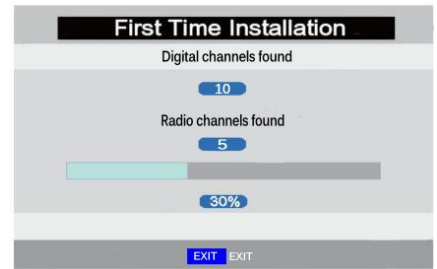 First Time Installation
Digital channels found
10
Radio channels found
5
30%
EXIT EXIT